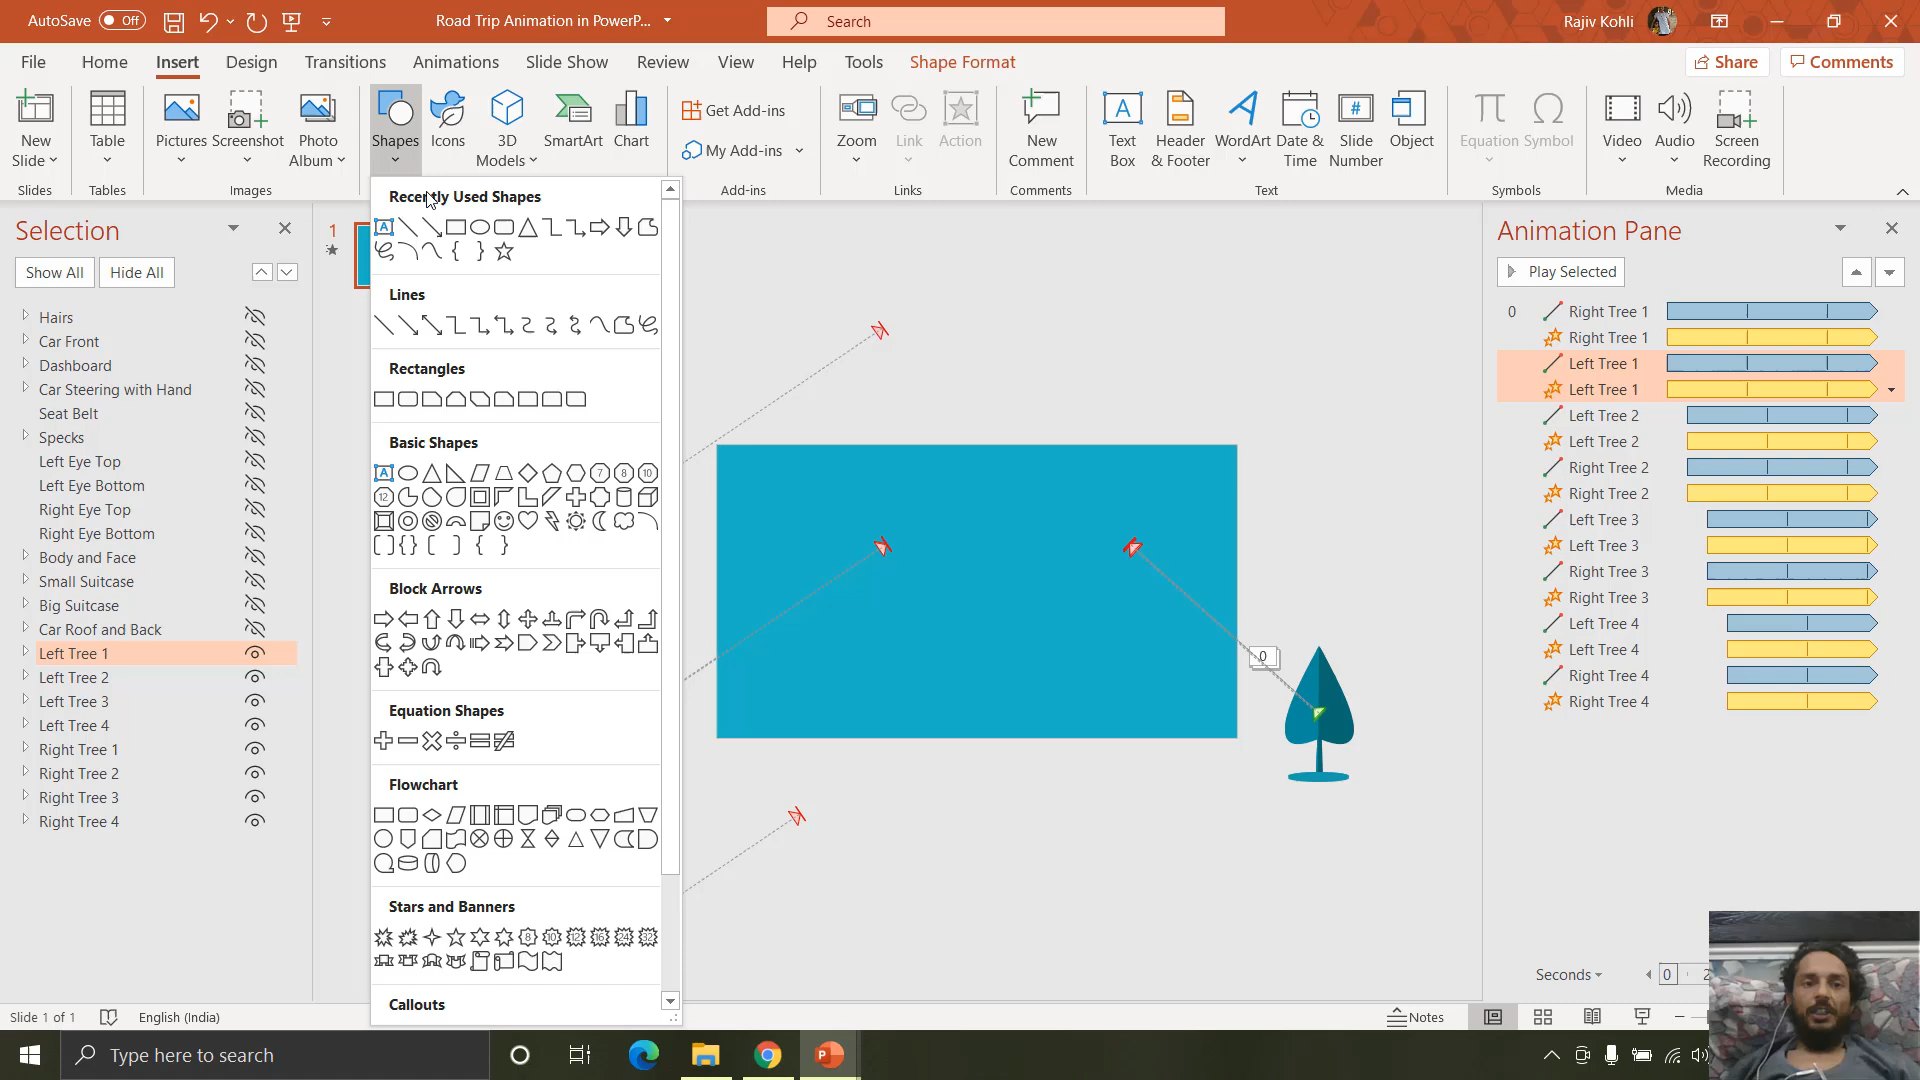 AutoSave Off
Road Trip Animation in PowerP...
Search
Rajiv Kohli
File Home Insert Design Transitions Animations Slide Show Review View Help Tools Shape Format
Share Comments
New Slide
Table
Pictures
Screenshot
Photo Album
Shapes
Icons
3D Models
SmartArt
Chart
Get Add-ins
My Add-ins
Zoom
Link
Action
New Comment
Text Box
Header & Footer
WordArt
Date & Time
Slide Number
Object
Equation
Symbol
Video
Audio
Screen Recording
Slides
Tables
Images
Add-ins
Links
Comments
Text
Symbols
Media
Selection
Show All Hide All
Hairs
Car Front
Dashboard
Car Steering with Hand
Seat Belt
Specks
Left Eye Top
Left Eye Bottom
Right Eye Top
Right Eye Bottom
Body and Face
Small Suitcase
Big Suitcase
Car Roof and Back
Left Tree 1
Left Tree 2
Left Tree 3
Left Tree 4
Right Tree 1
Right Tree 2
Right Tree 3
Right Tree 4
1
Recently Used Shapes
Lines
Rectangles
Basic Shapes
Block Arrows
Equation Shapes
Flowchart
Stars and Banners
Callouts
0
Animation Pane
Play Selected
0 Right Tree 1
Right Tree 1
Left Tree 1
Left Tree 1
Left Tree 2
Left Tree 2
Right Tree 2
Right Tree 2
Left Tree 3
Left Tree 3
Right Tree 3
Right Tree 3
Left Tree 4
Left Tree 4
Right Tree 4
Right Tree 4
Seconds 0 2
Slide 1 of 1 English (India)
Notes
Type here to search